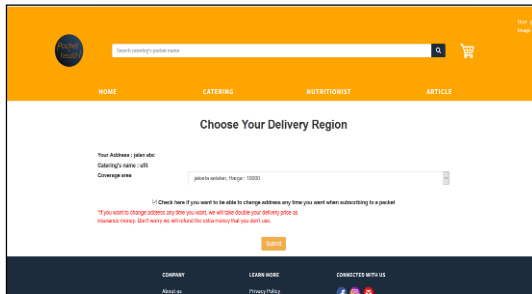 Packet
Health
Search catering's packet name
HOME CATERING NUTRITIONIST ARTICLE
Choose Your Delivery Region
Your Address : jalan abc
Catering's name : ufit
Coverage area
jakarta selatan, Harga : 10000
Check here if you want to be able to change address any time you want when subscribing to a packet
*If you want to change address any time you want, we will take double your delivery price as
insurance money. Don't worry we will refund the extra money that you don't use.
Submit
COMPANY LEARN MORE CONNECTED WITH US
About us Privacy Policy